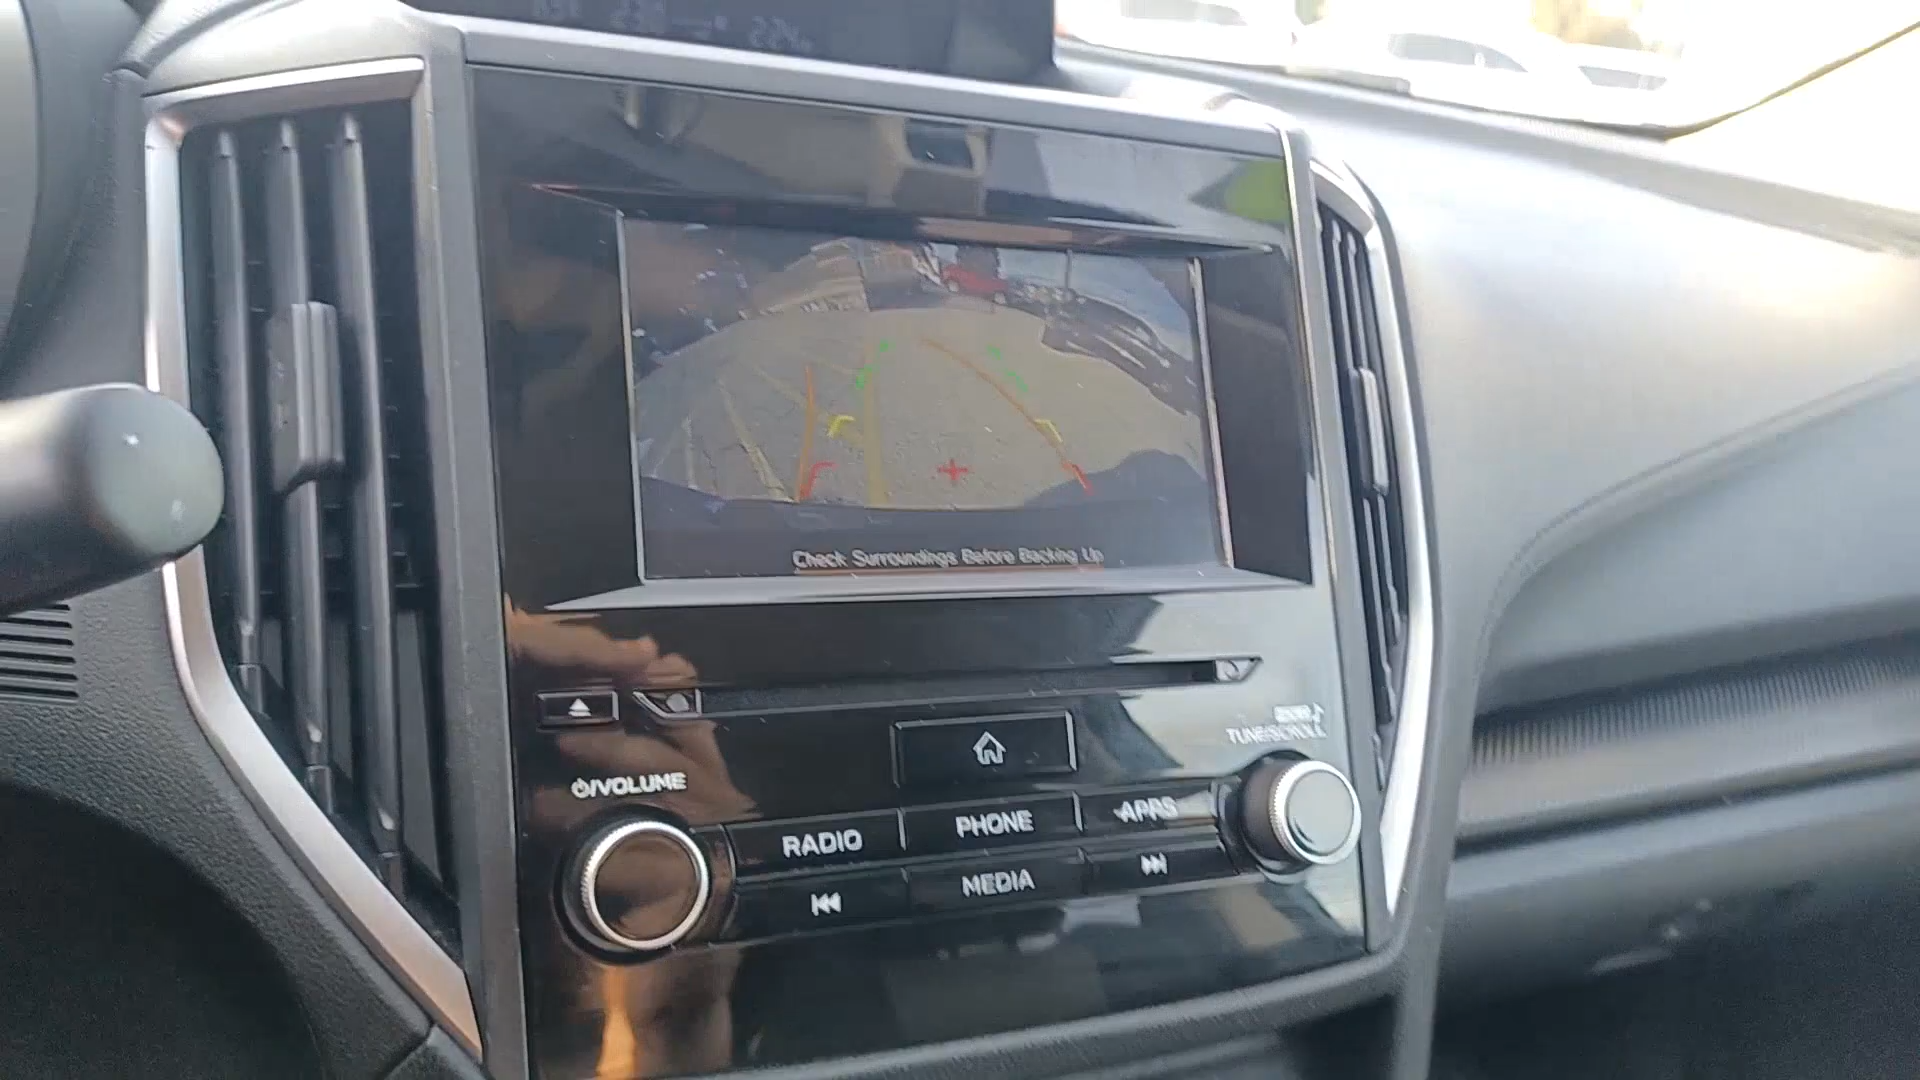 Check Surroundings Before Backing Up
TUNE/SCROLL
⏻/VOLUME
RADIO
PHONE
APPS
MEDIA